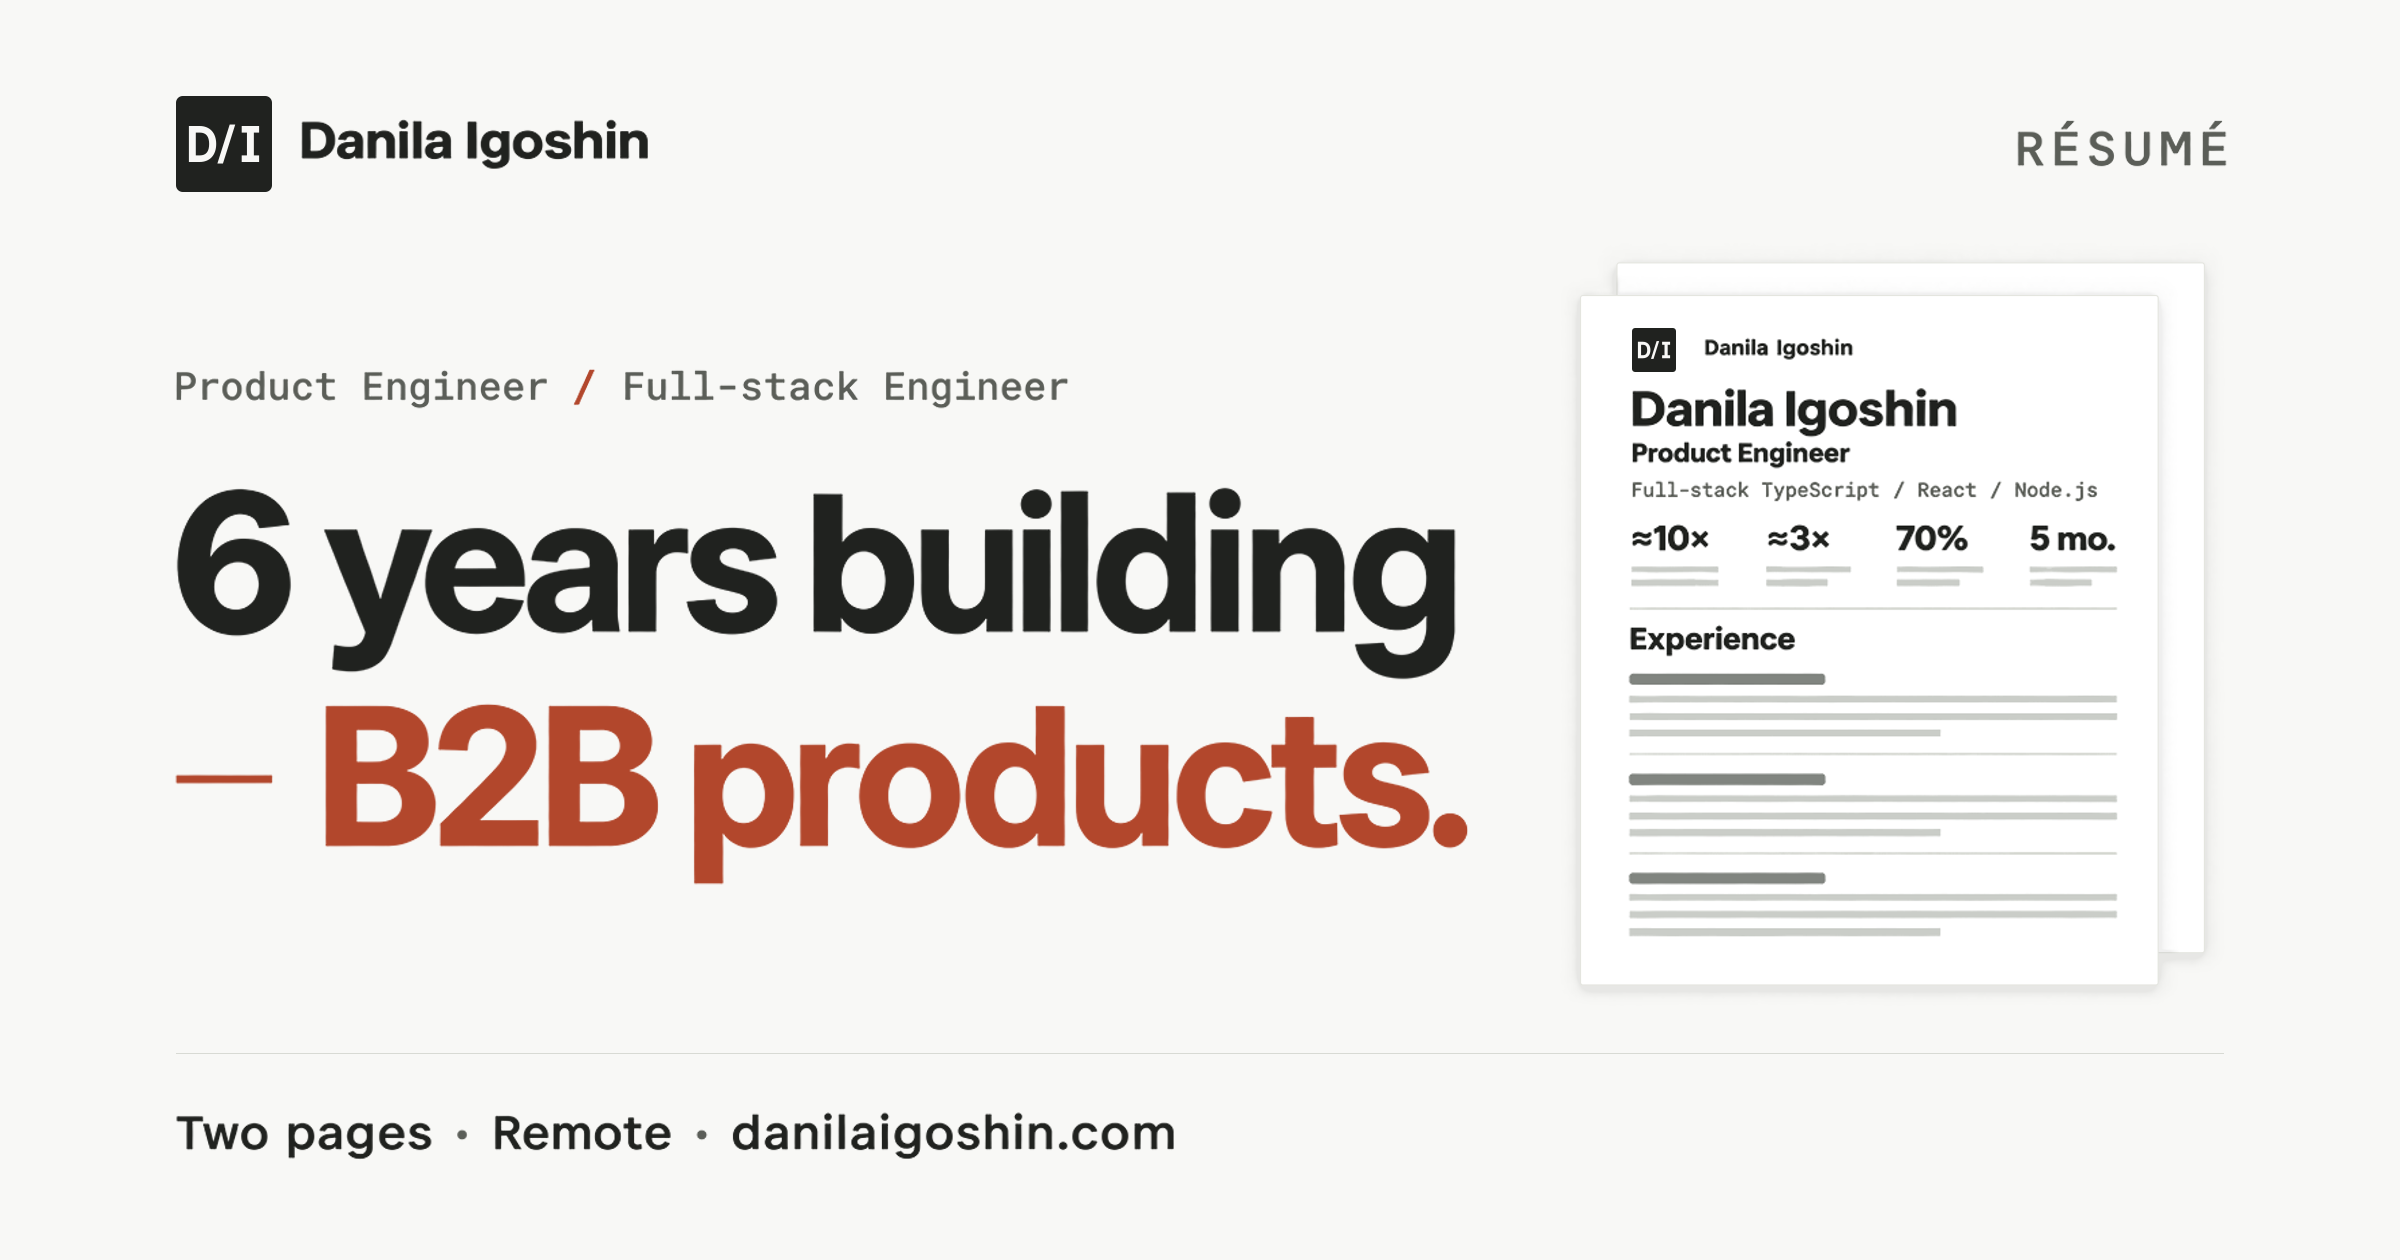 D/I Danila Igoshin
RÉSUMÉ
Product Engineer / Full-stack Engineer
6 years building
— B2B products.
D/I Danila Igoshin
Danila Igoshin
Product Engineer
Full-stack TypeScript / React / Node.js
≈10× ≈3× 70% 5 mo.
Experience
Two pages • Remote • danilaigoshin.com